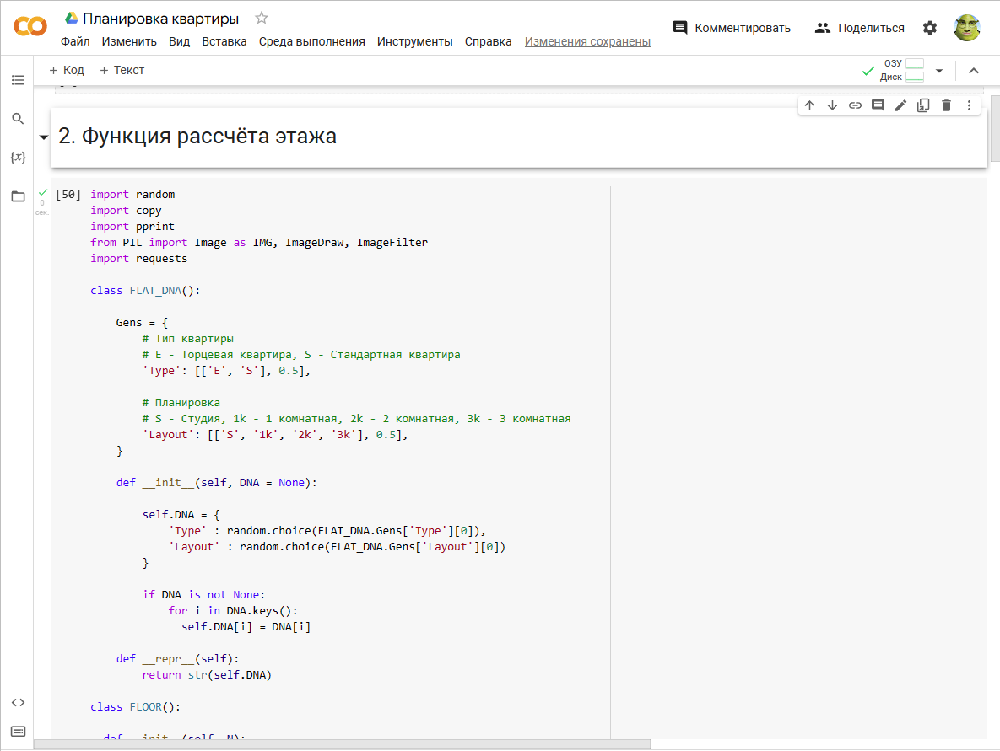 Планировка квартиры
Файл Изменить Вид Вставка Среда выполнения Инструменты Справка Изменения сохранены
Комментировать
Поделиться
+ Код + Текст
ОЗУ
Диск
2. Функция рассчёта этажа
{x}
0
сек.
[50] import random
import copy
import pprint
from PIL import Image as IMG, ImageDraw, ImageFilter
import requests
class FLAT_DNA():
Gens = {
# Тип квартиры
# E - Торцевая квартира, S - Стандартная квартира
'Type': [['E', 'S'], 0.5],
# Планировка
# S - Студия, 1k - 1 комнатная, 2k - 2 комнатная, 3k - 3 комнатная
'Layout': [['S', '1k', '2k', '3k'], 0.5],
}
def __init__(self, DNA = None):
self.DNA = {
'Type' : random.choice(FLAT_DNA.Gens['Type'][0]),
'Layout' : random.choice(FLAT_DNA.Gens['Layout'][0])
}
if DNA is not None:
for i in DNA.keys():
self.DNA[i] = DNA[i]
def __repr__(self):
return str(self.DNA)
class FLOOR():
def __init__(self, N):